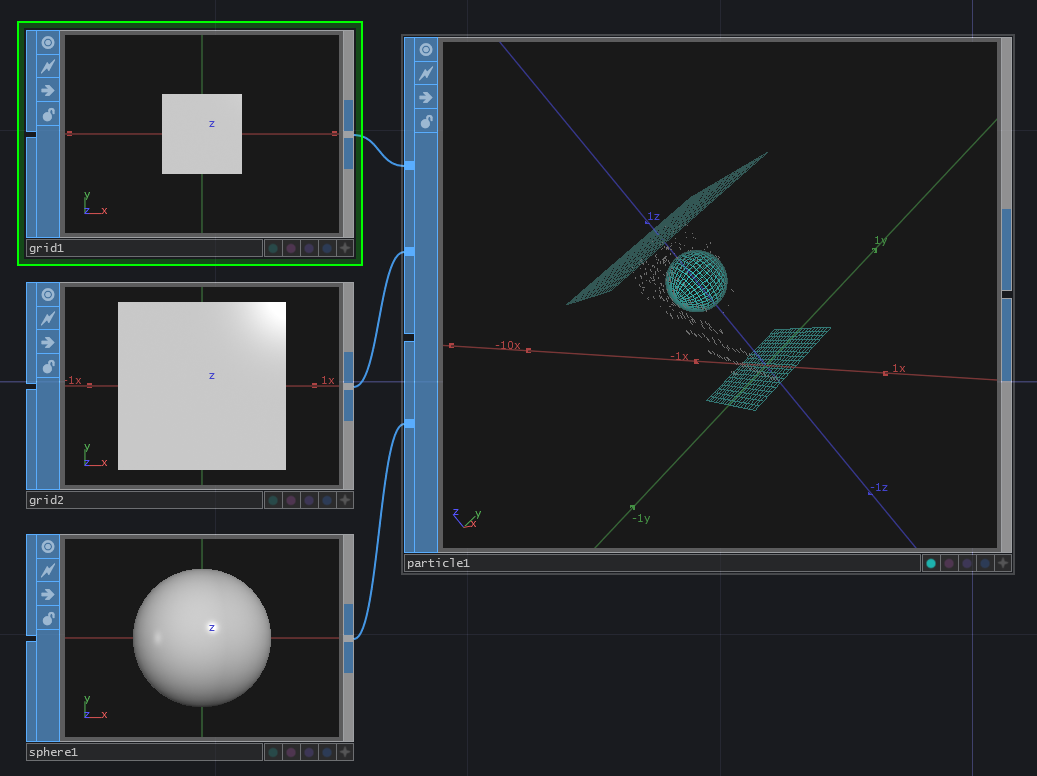 z
y
z x
grid1
-1x
z
1x
y
z x
grid2
z
y
z x
sphere1
1z
1y
-10x
-1x
1x
-1z
-1y
z y
x
particle1